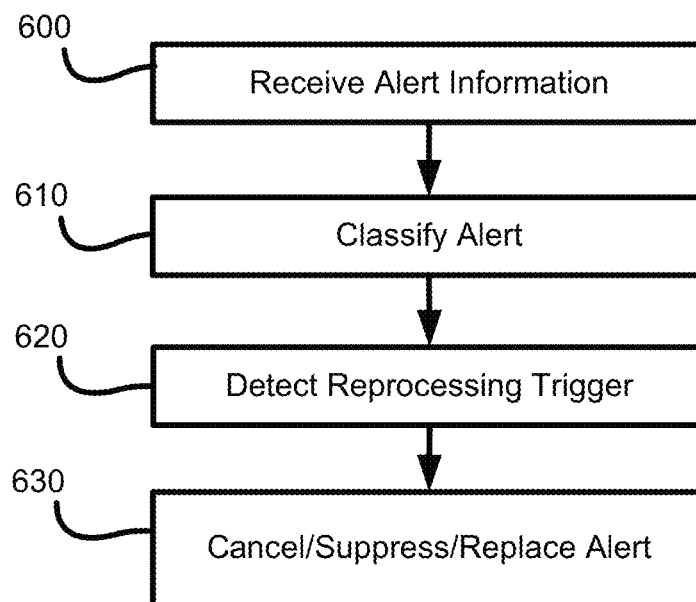 600
Receive Alert Information
610
Classify Alert
620
Detect Reprocessing Trigger
630
Cancel/Suppress/Replace Alert